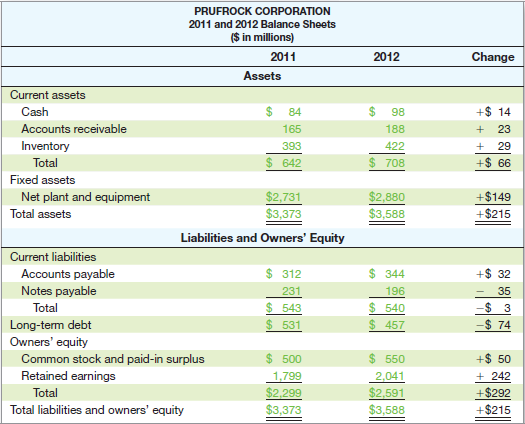 PRUFROCK CORPORATION
2011 and 2012 Balance Sheets
($ in millions)
2011 2012 Change
Assets
Current assets
Cash $ 84 $ 98 +$ 14
Accounts receivable 165 188 + 23
Inventory 393 422 + 29
Total $ 642 $ 708 +$ 66
Fixed assets
Net plant and equipment $2,731 $2,880 +$149
Total assets $3,373 $3,588 +$215
Liabilities and Owners' Equity
Current liabilities
Accounts payable $ 312 $ 344 +$ 32
Notes payable 231 196 − 35
Total $ 543 $ 540 −$ 3
Long-term debt $ 531 $ 457 −$ 74
Owners' equity
Common stock and paid-in surplus $ 500 $ 550 +$ 50
Retained earnings 1,799 2,041 + 242
Total $2,299 $2,591 +$292
Total liabilities and owners' equity $3,373 $3,588 +$215